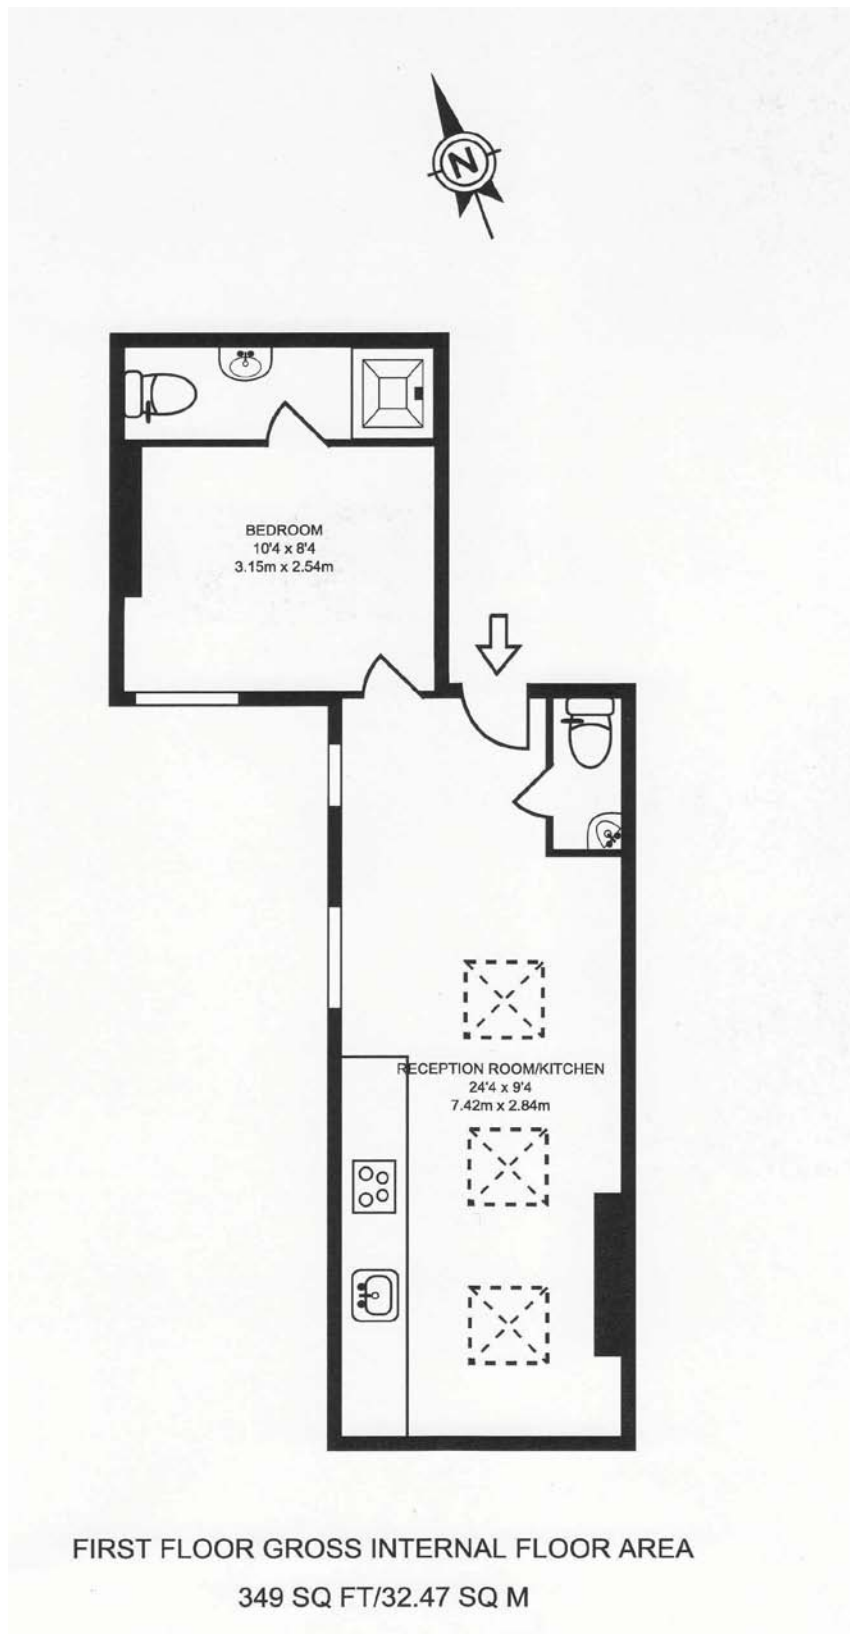 N
BEDROOM
10'4 x 8'4
3.15m x 2.54m
RECEPTION ROOM/KITCHEN
24'4 x 9'4
7.42m x 2.84m
FIRST FLOOR GROSS INTERNAL FLOOR AREA
349 SQ FT/32.47 SQ M